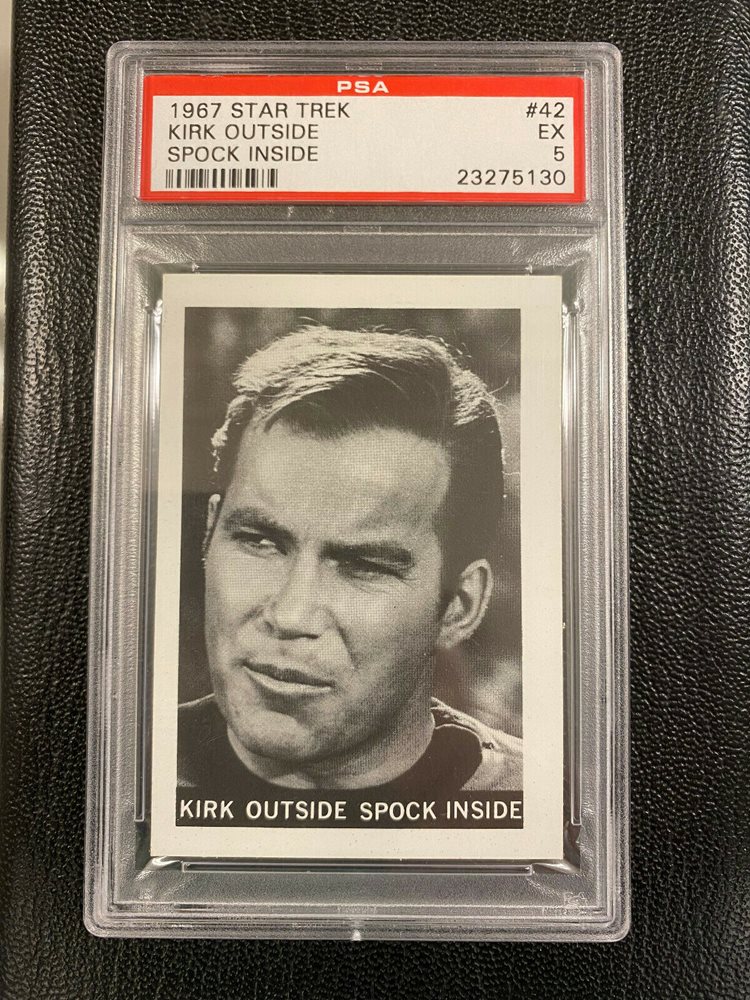 PSA
1967 STAR TREK #42
KIRK OUTSIDE EX
SPOCK INSIDE 5
23275130
KIRK OUTSIDE SPOCK INSIDE